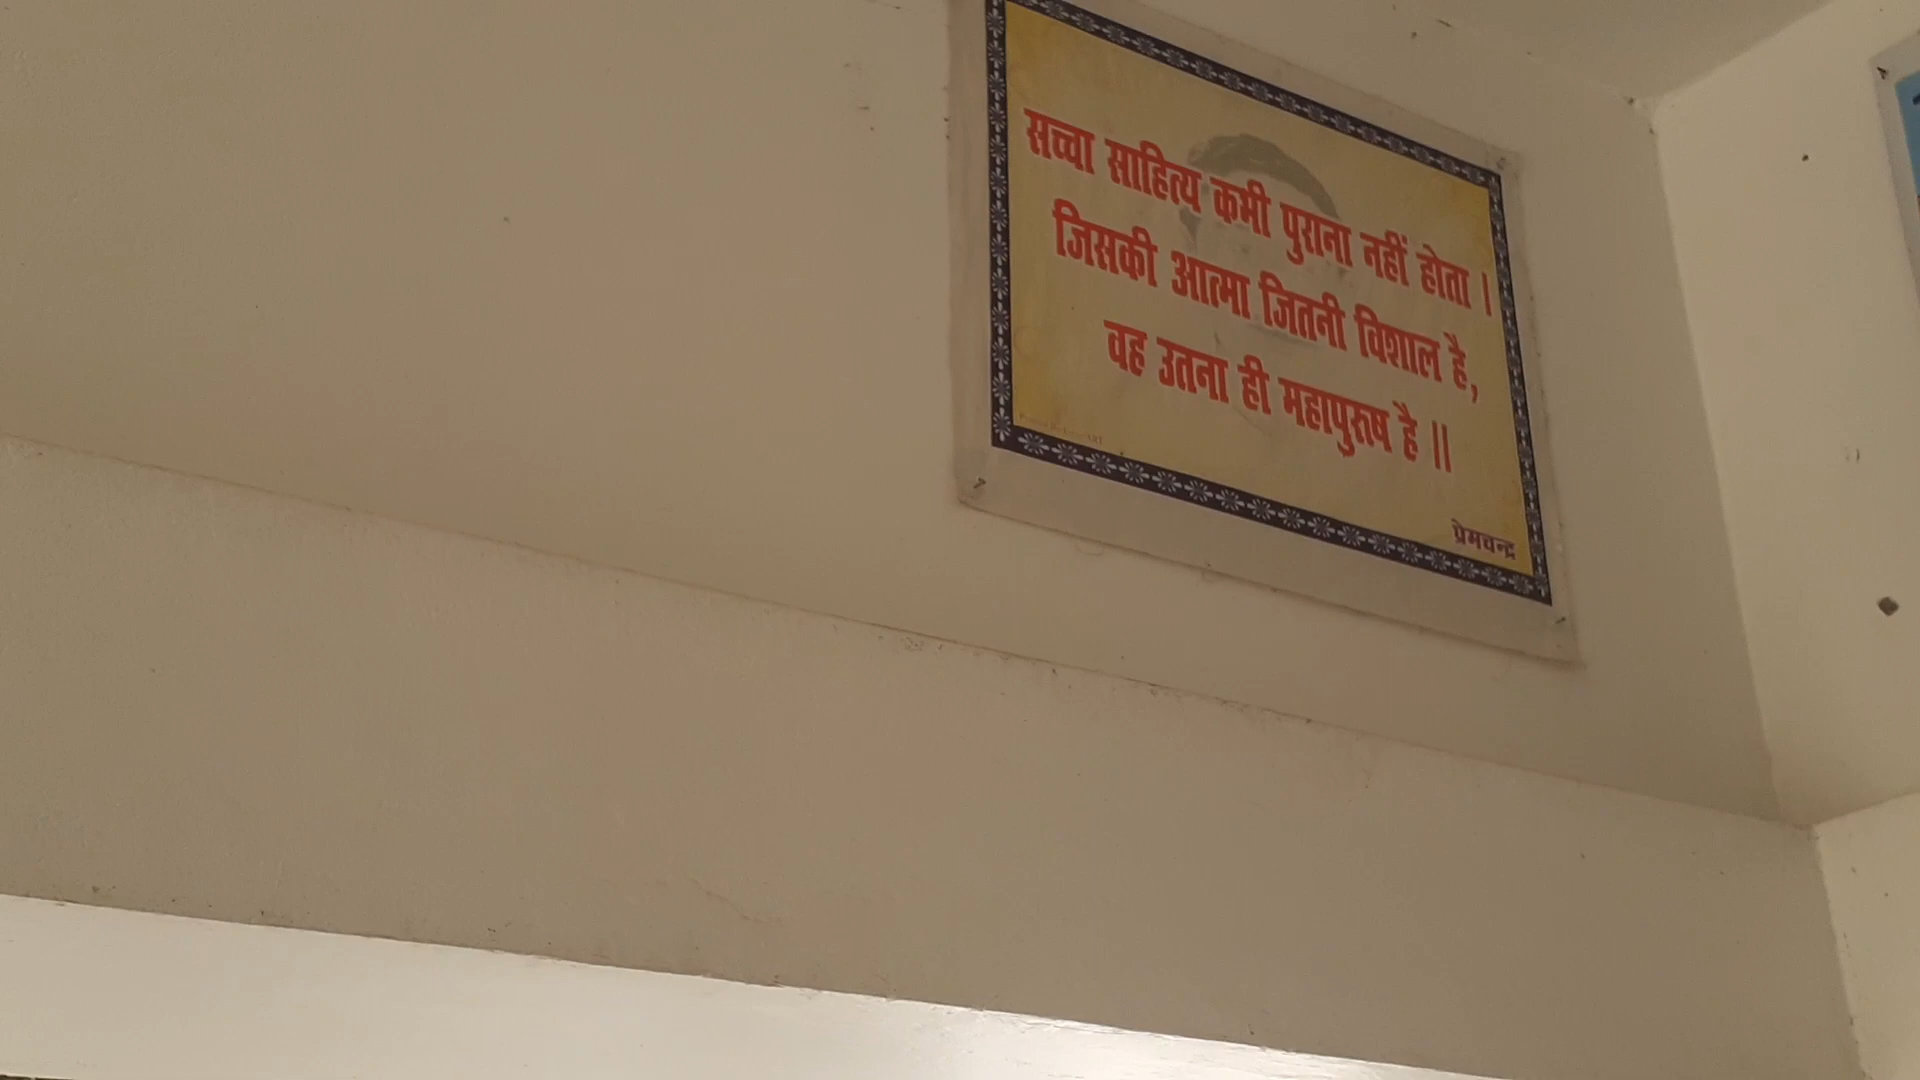 सच्चा साहित्य कभी पुराना नहीं होता ।
जिसकी आत्मा जितनी विशाल है,
वह उतना ही महापुरुष है ॥
प्रेमचन्द्र